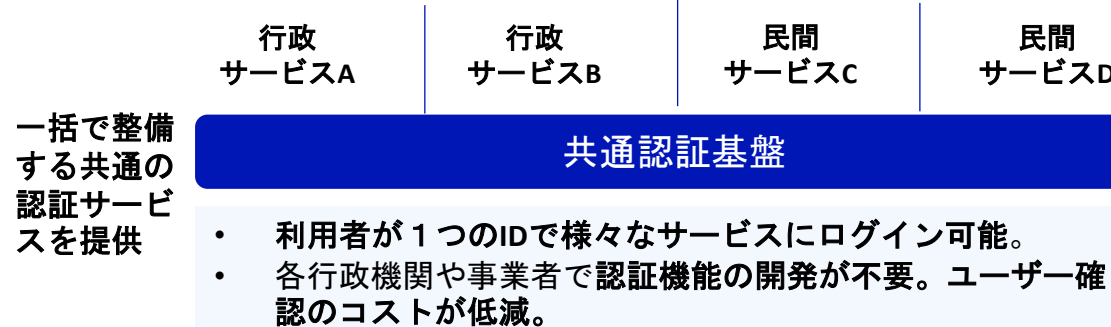 行政
サービスA
行政
サービスB
民間
サービスC
民間
サービスD
一括で整備
する共通の
認証サービ
スを提供
共通認証基盤
• 利用者が１つのIDで様々なサービスにログイン可能。
• 各行政機関や事業者で認証機能の開発が不要。ユーザー確
認のコストが低減。